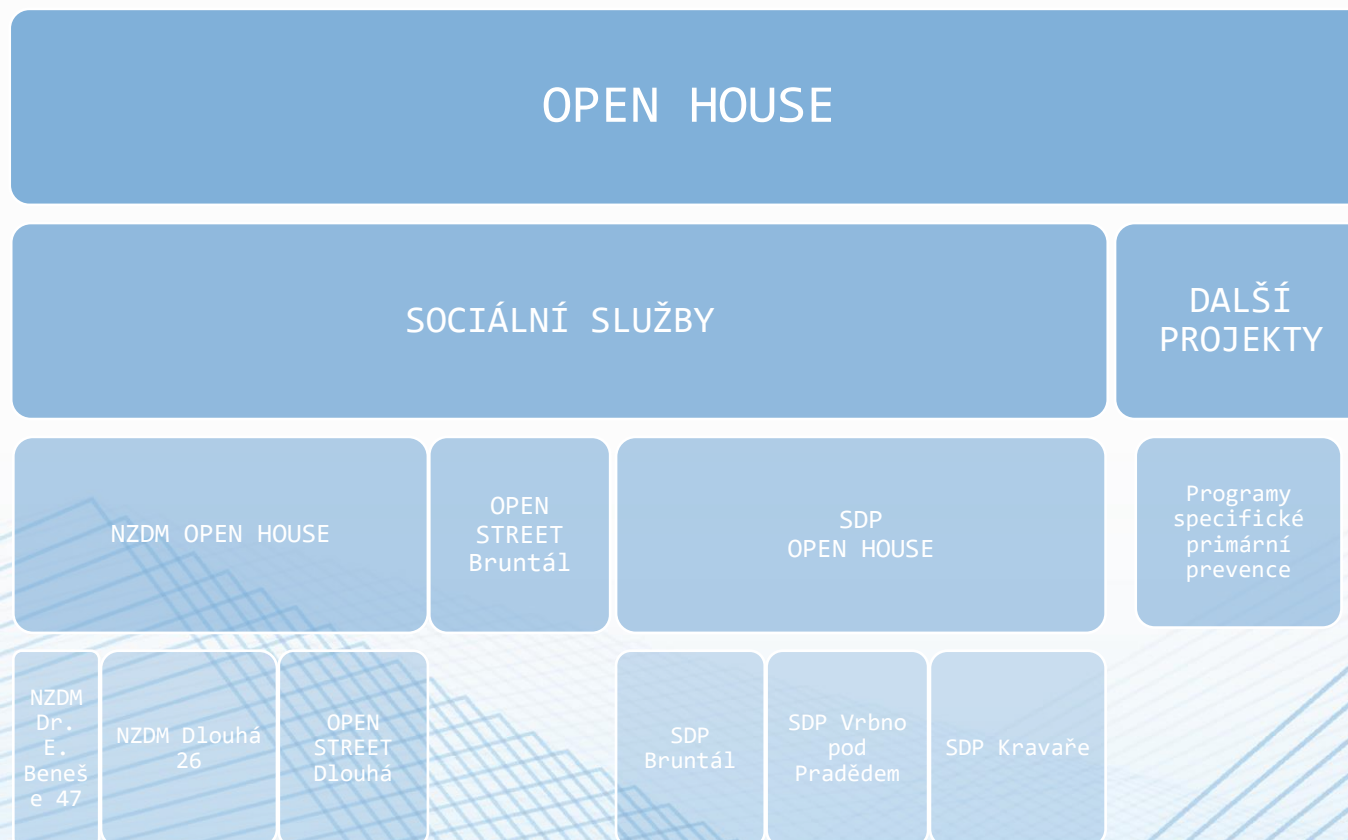 OPEN HOUSE
SOCIÁLNÍ SLUŽBY
DALŠÍ
PROJEKTY
NZDM OPEN HOUSE
OPEN
STREET
Bruntál
SDP
OPEN HOUSE
Programy
specifické
primární
prevence
NZDM
Dr.
E.
Beneš
e 47
NZDM Dlouhá
26
OPEN
STREET
Dlouhá
SDP
Bruntál
SDP Vrbno
pod
Pradědem
SDP Kravaře